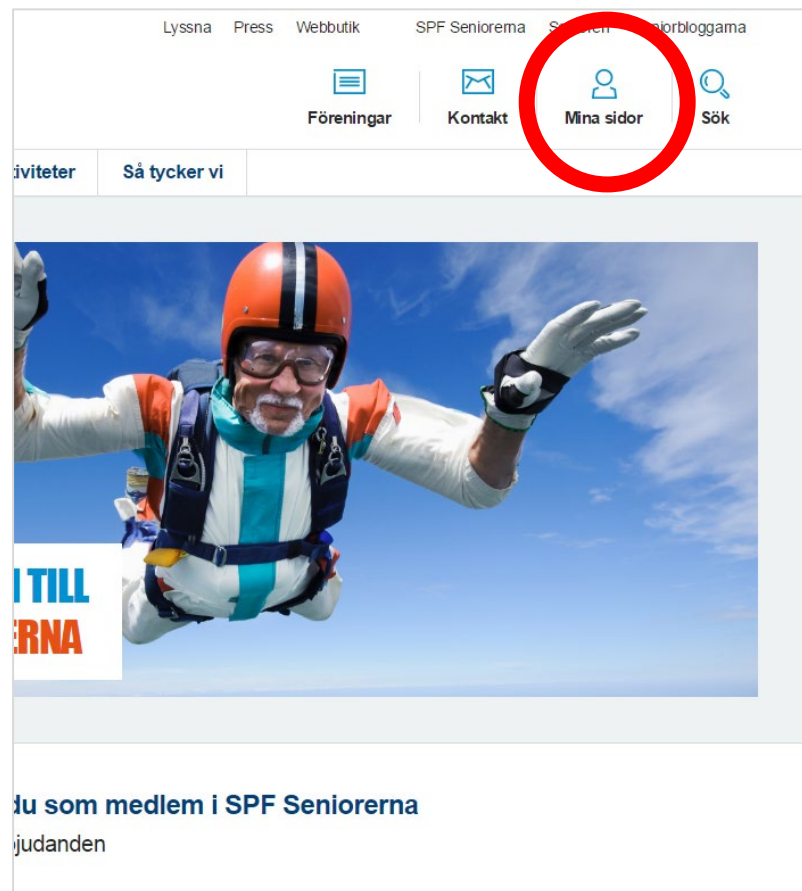 Lyssna Press Webbutik SPF Seniorerna
Föreningar Kontakt Mina sidor Sök
Så tycker vi
TILL
du som medlem i SPF Seniorerna